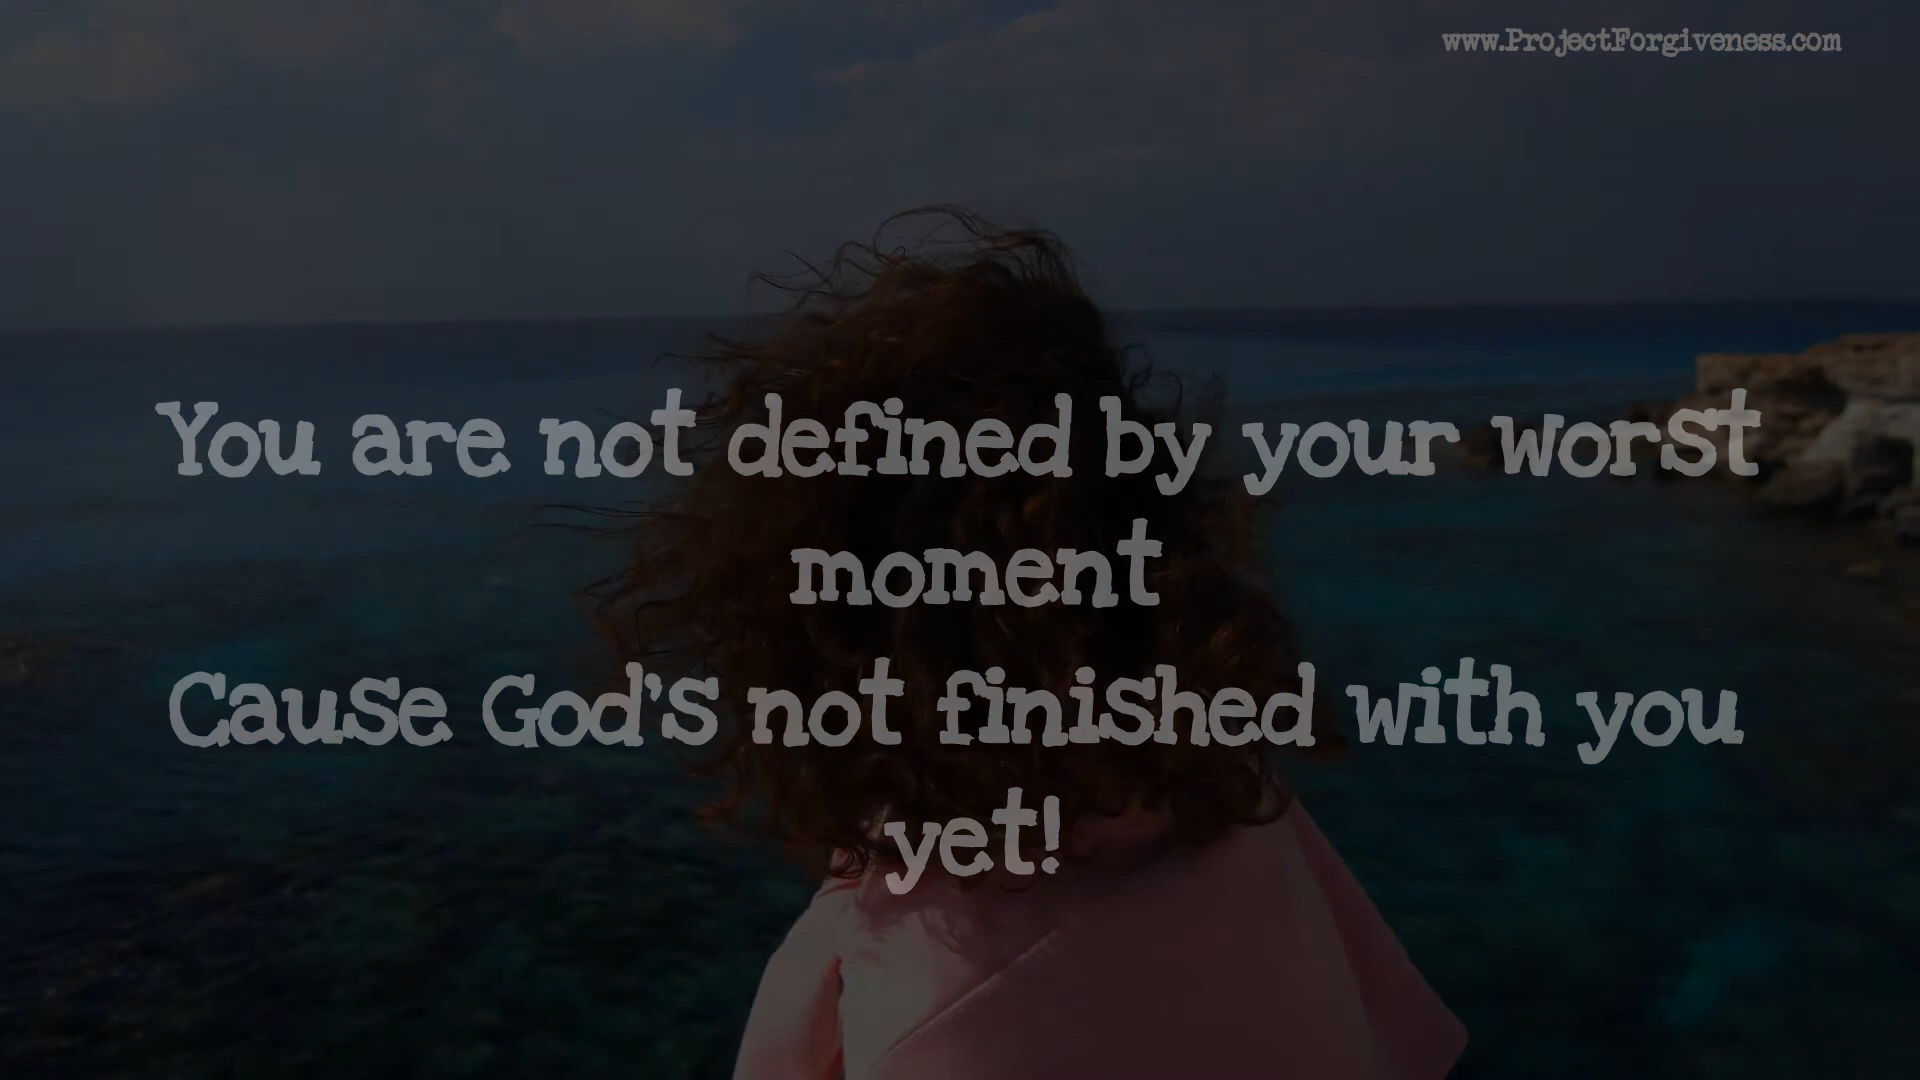 www.ProjectForgiveness.com
You are not defined by your worst
moment
Cause God's not finished with you
yet!